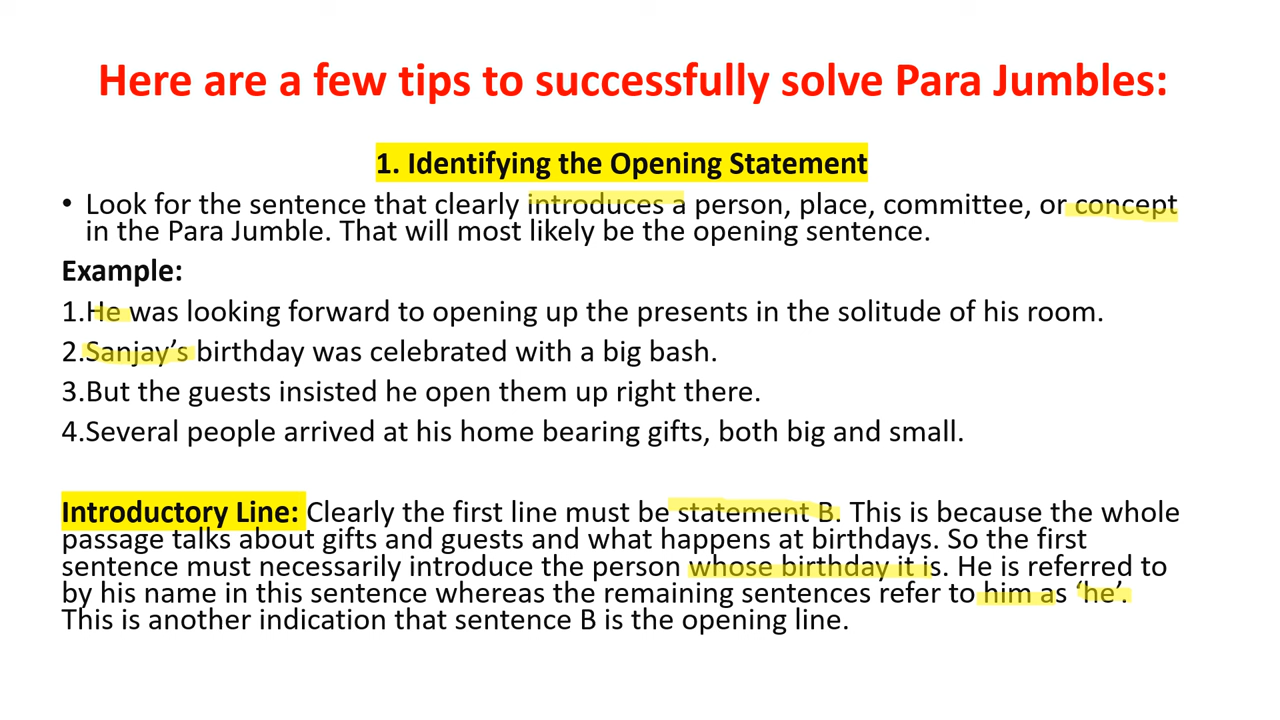 Here are a few tips to successfully solve Para Jumbles:
1. Identifying the Opening Statement
• Look for the sentence that clearly introduces a person, place, committee, or concept
in the Para Jumble. That will most likely be the opening sentence.
Example:
1.He was looking forward to opening up the presents in the solitude of his room.
2.Sanjay’s birthday was celebrated with a big bash.
3.But the guests insisted he open them up right there.
4.Several people arrived at his home bearing gifts, both big and small.
Introductory Line: Clearly the first line must be statement B. This is because the whole
passage talks about gifts and guests and what happens at birthdays. So the first
sentence must necessarily introduce the person whose birthday it is. He is referred to
by his name in this sentence whereas the remaining sentences refer to him as ‘he’.
This is another indication that sentence B is the opening line.